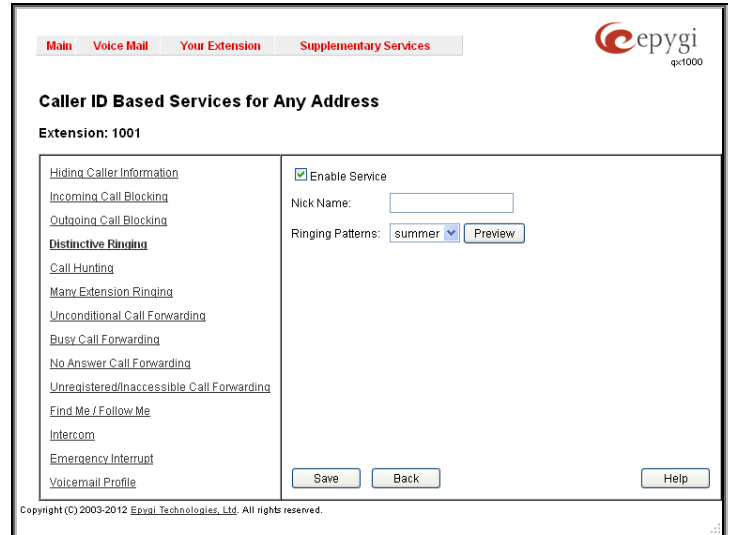 Main Voice Mail Your Extension Supplementary Services
epygi
qx1000
Caller ID Based Services for Any Address
Extension: 1001
Hiding Caller Information
Incoming Call Blocking
Outgoing Call Blocking
Distinctive Ringing
Call Hunting
Many Extension Ringing
Unconditional Call Forwarding
Busy Call Forwarding
No Answer Call Forwarding
Unregistered/Inaccessible Call Forwarding
Find Me / Follow Me
Intercom
Emergency Interrupt
Voicemail Profile
Enable Service
Nick Name:
Ringing Patterns: summer Preview
Save Back Help
Copyright (C) 2003-2012 Epygi Technologies, Ltd. All rights reserved.